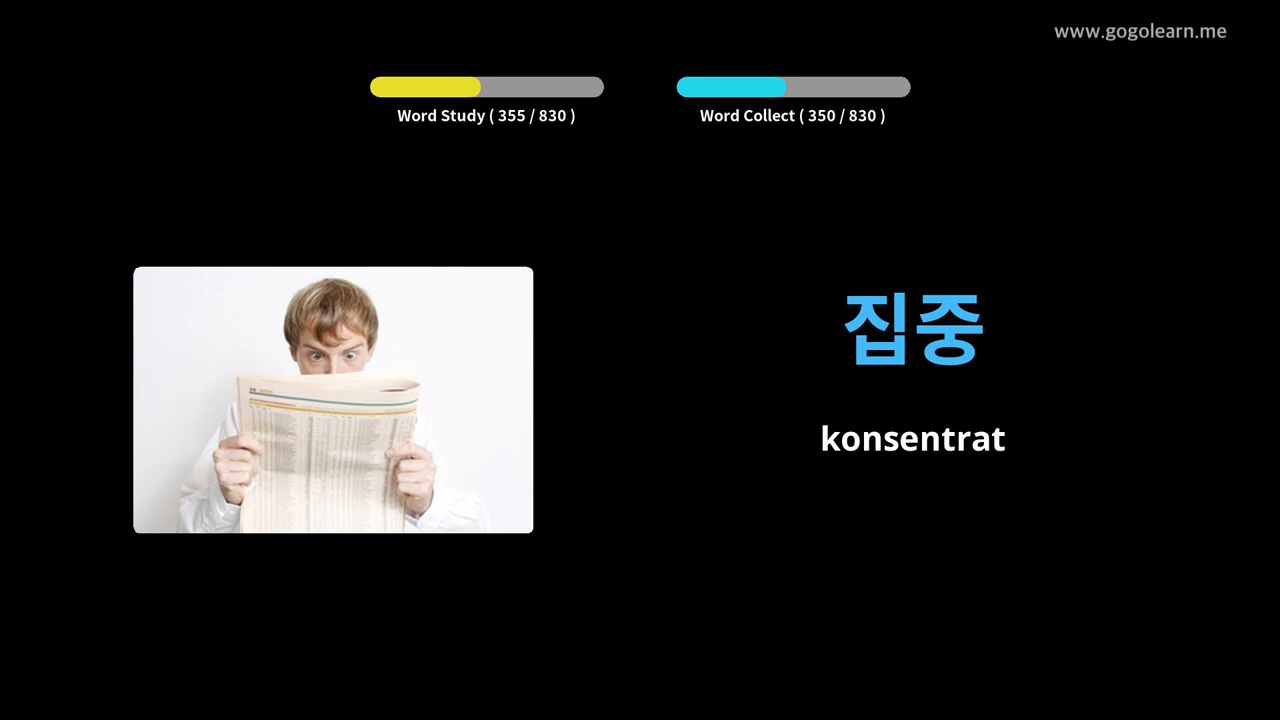 www.gogolearn.me
Word Study ( 355 / 830 )
Word Collect ( 350 / 830 )
집중
konsentrat